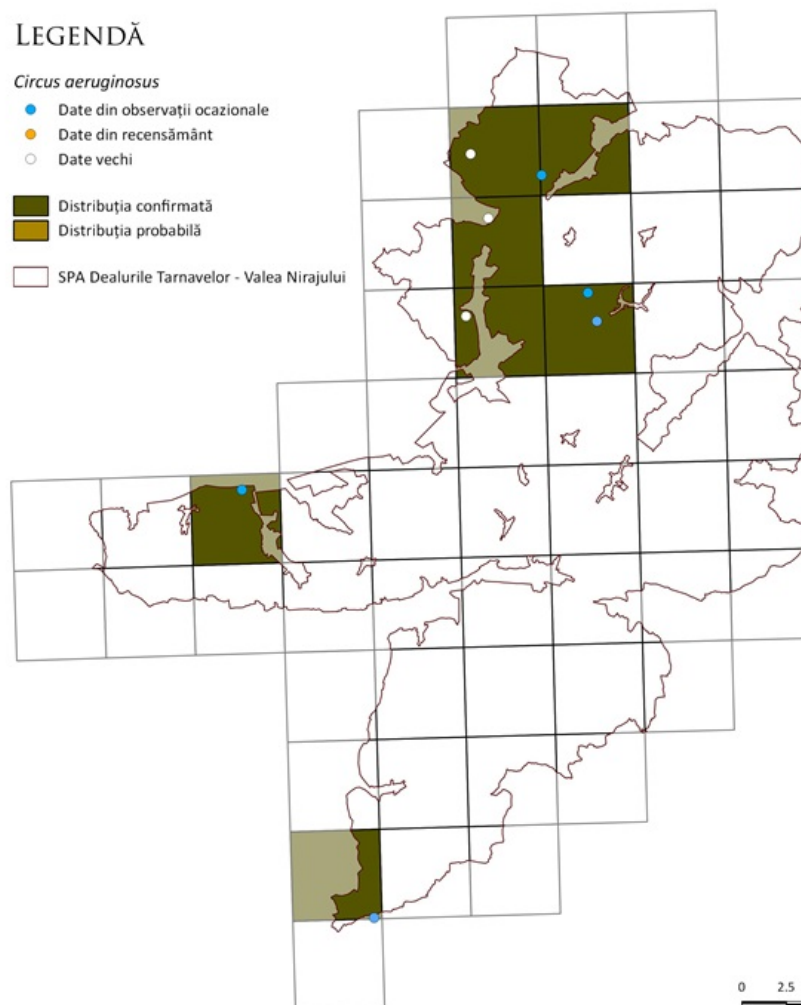 LEGENDĂ
Circus aeruginosus
Date din observații ocazionale
Date din recensământ
Date vechi
Distribuția confirmată
Distribuția probabilă
SPA Dealurile Tarnavelor - Valea Nirajului
0 2.5